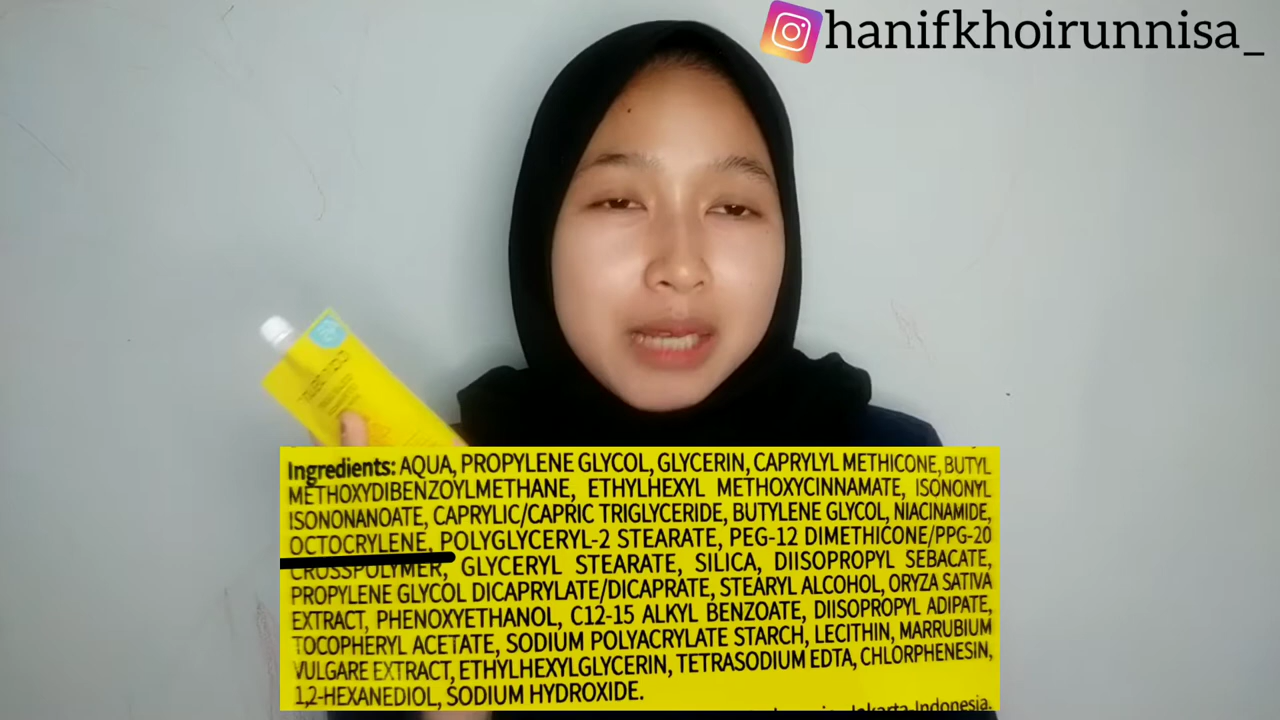 hanifkhoirunnisa_
Ingredients: AQUA, PROPYLENE GLYCOL, GLYCERIN, CAPRYLYL METHICONE, BUTYL
METHOXYDIBENZOYLMETHANE, ETHYLHEXYL METHOXYCINNAMATE, ISONONYL
ISONONANOATE, CAPRYLIC/CAPRIC TRIGLYCERIDE, BUTYLENE GLYCOL, NIACINAMIDE,
OCTOCRYLENE, POLYGLYCERYL-2 STEARATE, PEG-12 DIMETHICONE/PPG-20
CROSSPOLYMER, GLYCERYL STEARATE, SILICA, DIISOPROPYL SEBACATE,
PROPYLENE GLYCOL DICAPRYLATE/DICAPRATE, STEARYL ALCOHOL, ORYZA SATIVA
EXTRACT, PHENOXYETHANOL, C12-15 ALKYL BENZOATE, DIISOPROPYL ADIPATE,
TOCOPHERYL ACETATE, SODIUM POLYACRYLATE STARCH, LECITHIN, MARRUBIUM
VULGARE EXTRACT, ETHYLHEXYLGLYCERIN, TETRASODIUM EDTA, CHLORPHENESIN,
1,2-HEXANEDIOL, SODIUM HYDROXIDE.
Jakarta-Indonesia.